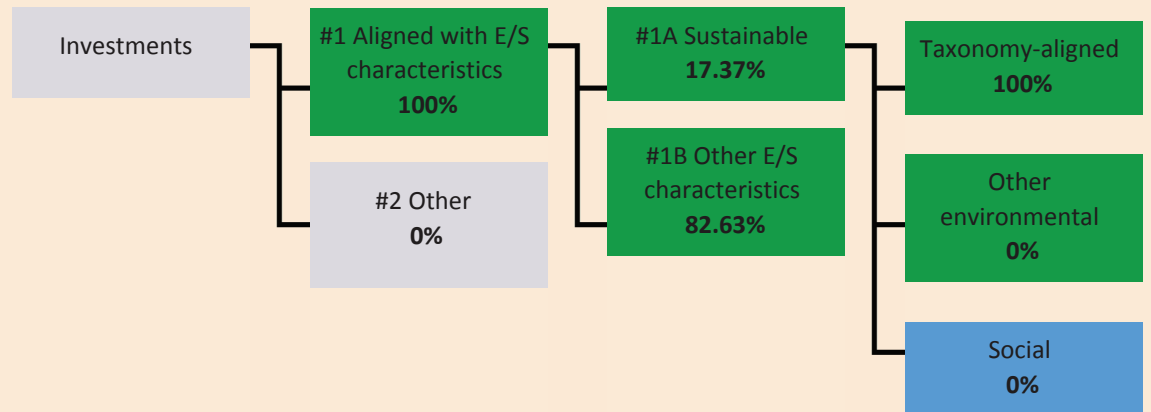 Investments
#1 Aligned with E/S
characteristics
100%
#2 Other
0%
#1A Sustainable
17.37%
#1B Other E/S
characteristics
82.63%
Taxonomy-aligned
100%
Other
environmental
0%
Social
0%